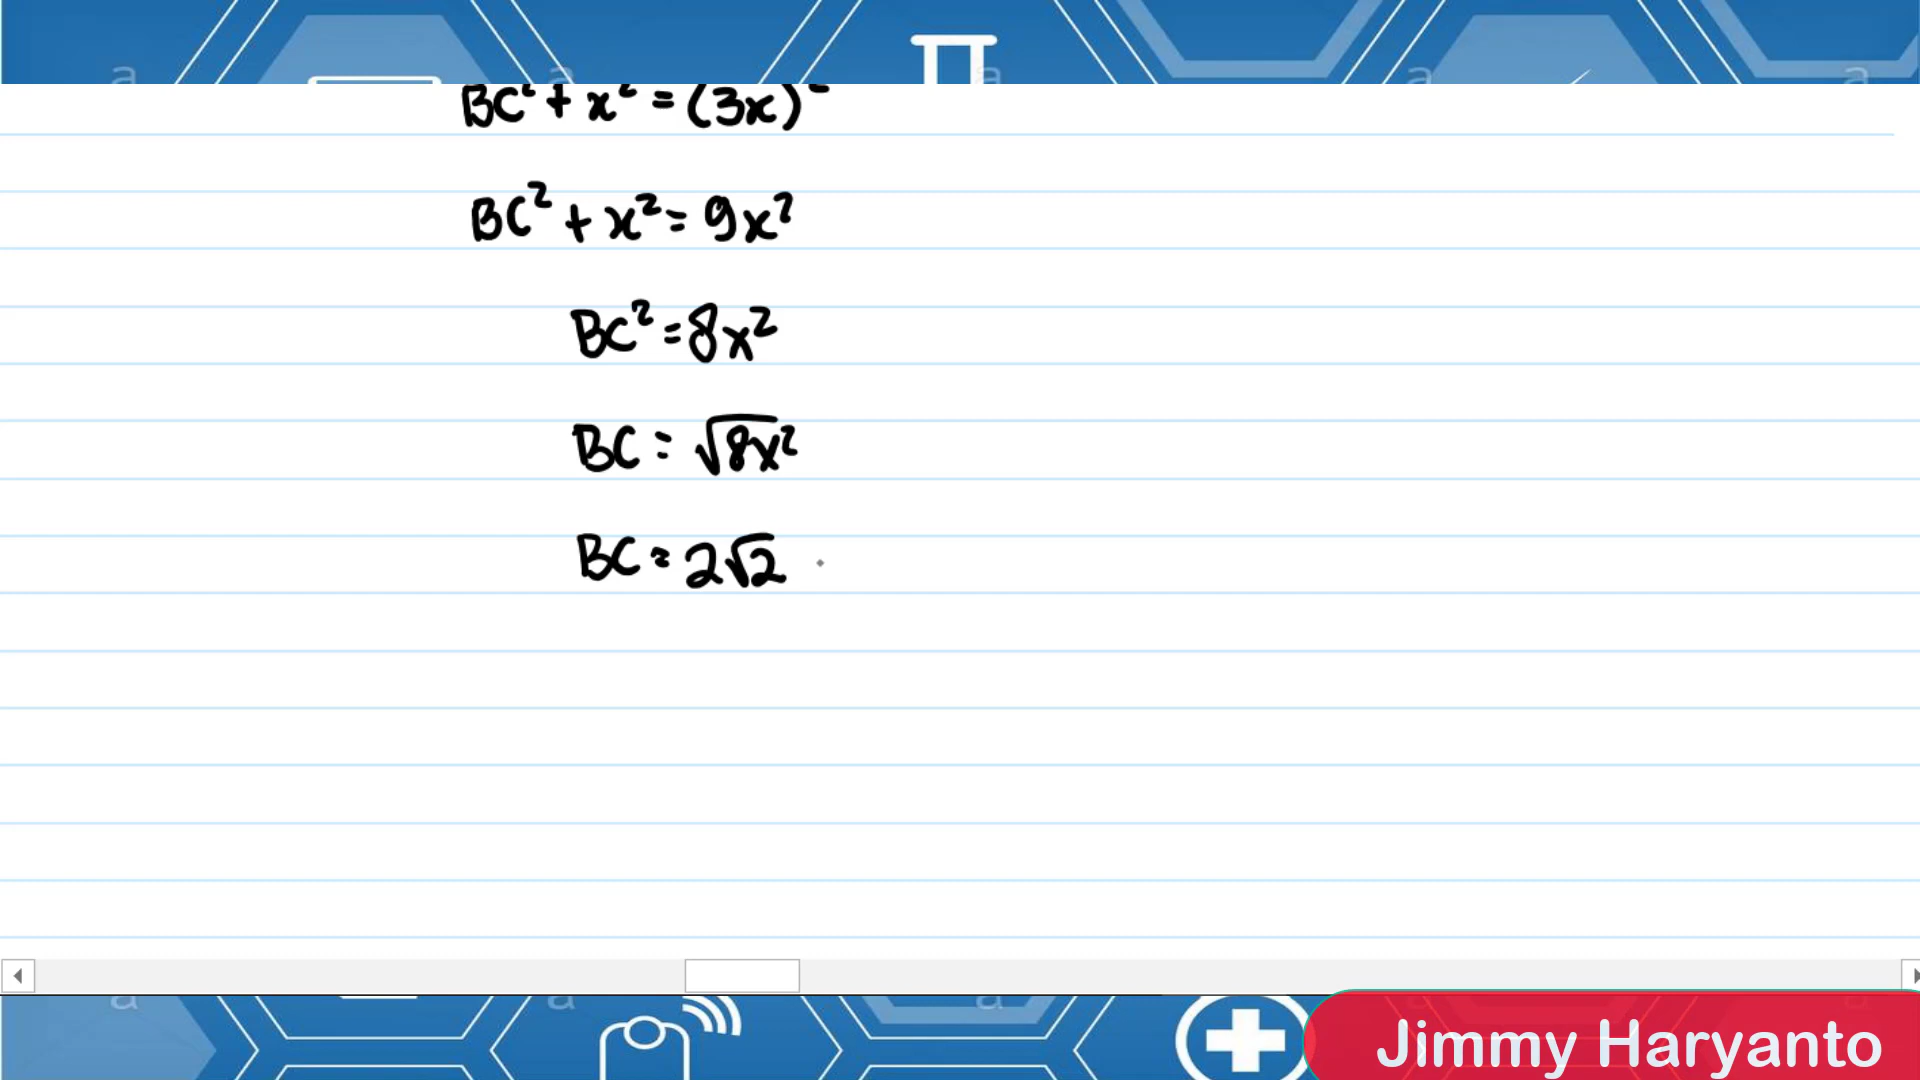 BC² + x² = (3x)²
BC² + x² = 9x²
BC² = 8x²
BC = √8x²
BC = 2√2
Jimmy Haryanto